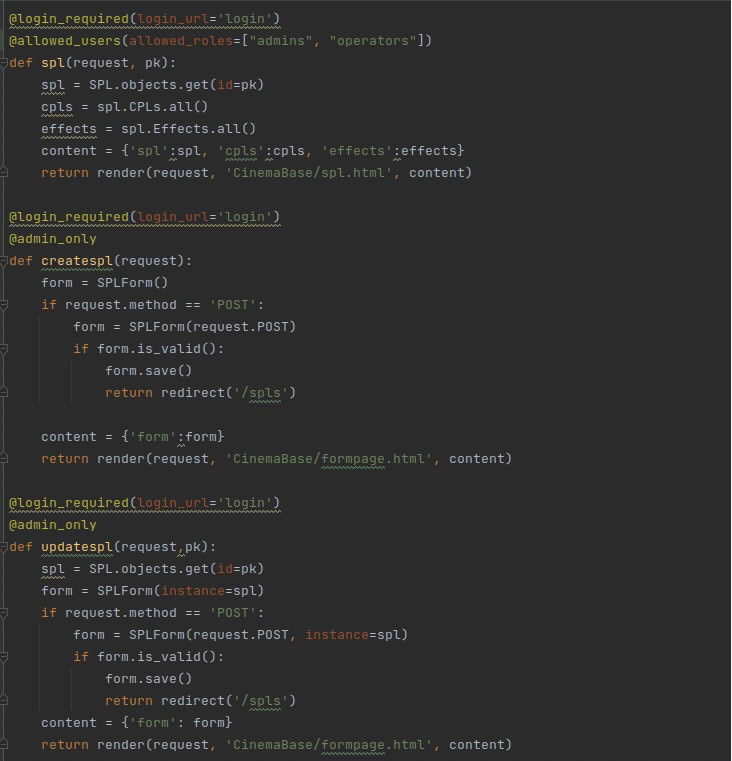 @login_required(login_url='login')
@allowed_users(allowed_roles=["admins", "operators"])
def spl(request, pk):
    spl = SPL.objects.get(id=pk)
    cpls = spl.CPLs.all()
    effects = spl.Effects.all()
    content = {'spl':spl, 'cpls':cpls, 'effects':effects}
    return render(request, 'CinemaBase/spl.html', content)

@login_required(login_url='login')
@admin_only
def createspl(request):
    form = SPLForm()
    if request.method == 'POST':
        form = SPLForm(request.POST)
        if form.is_valid():
            form.save()
            return redirect('/spls')

    content = {'form':form}
    return render(request, 'CinemaBase/formpage.html', content)

@login_required(login_url='login')
@admin_only
def updatespl(request,pk):
    spl = SPL.objects.get(id=pk)
    form = SPLForm(instance=spl)
    if request.method == 'POST':
        form = SPLForm(request.POST, instance=spl)
        if form.is_valid():
            form.save()
            return redirect('/spls')
    content = {'form': form}
    return render(request, 'CinemaBase/formpage.html', content)